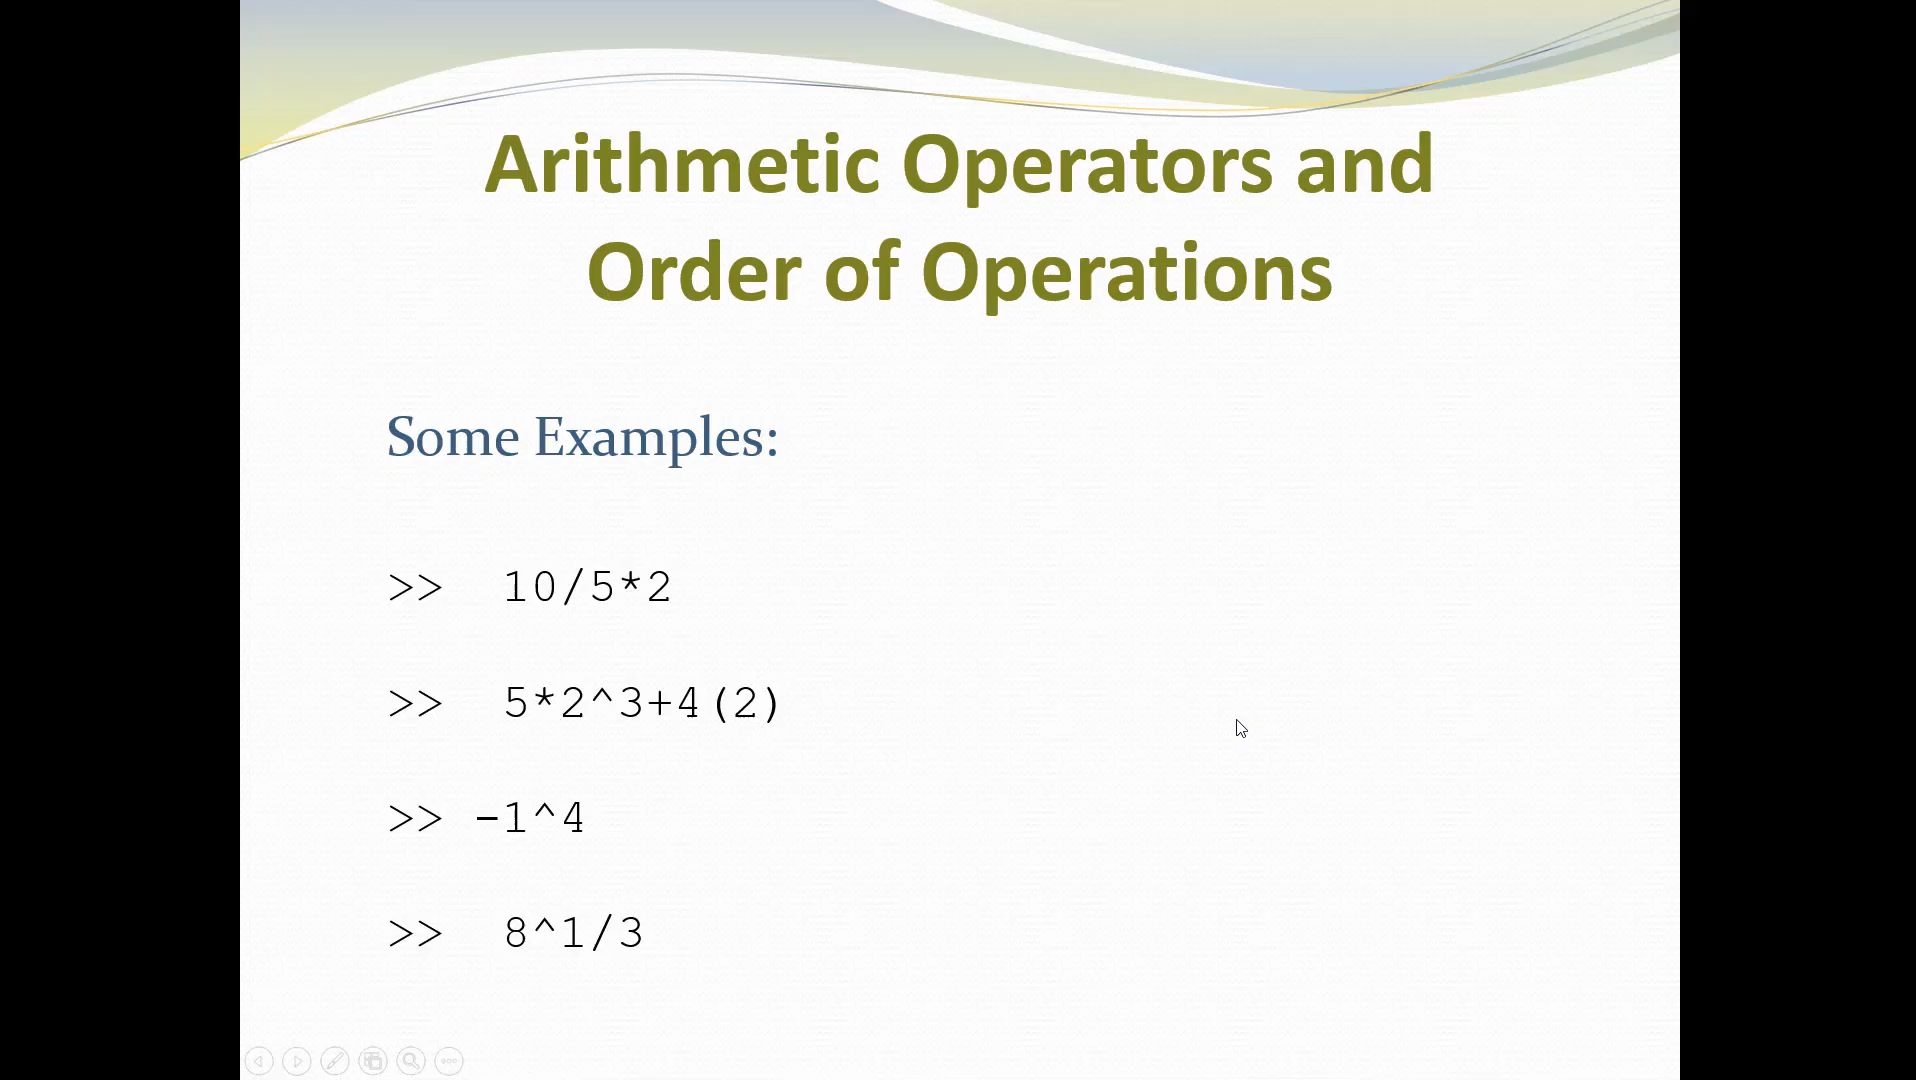 Arithmetic Operators and
Order of Operations
Some Examples:
>>  10/5*2
>>  5*2^3+4(2)
>> -1^4
>>  8^1/3